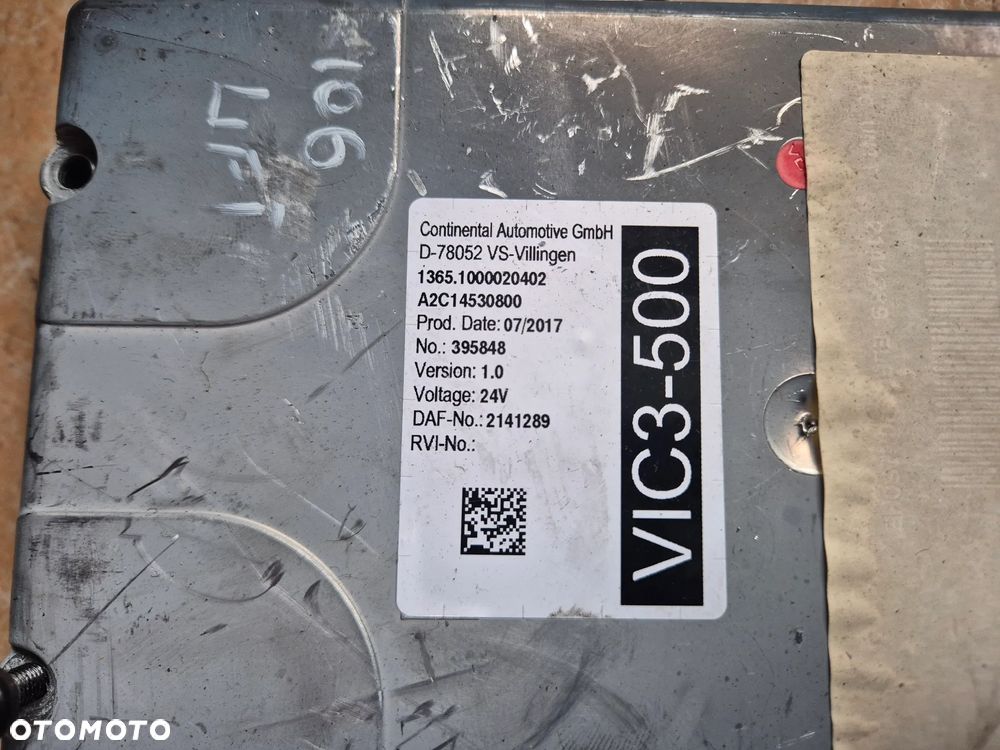 Continental Automotive GmbH
D-78052 VS-Villingen
1365.1000020402
A2C14530800
Prod. Date: 07/2017
No.: 395848
Version: 1.0
Voltage: 24V
DAF-No.: 2141289
RVI-No.:
VIC3-500
OTOMOTO